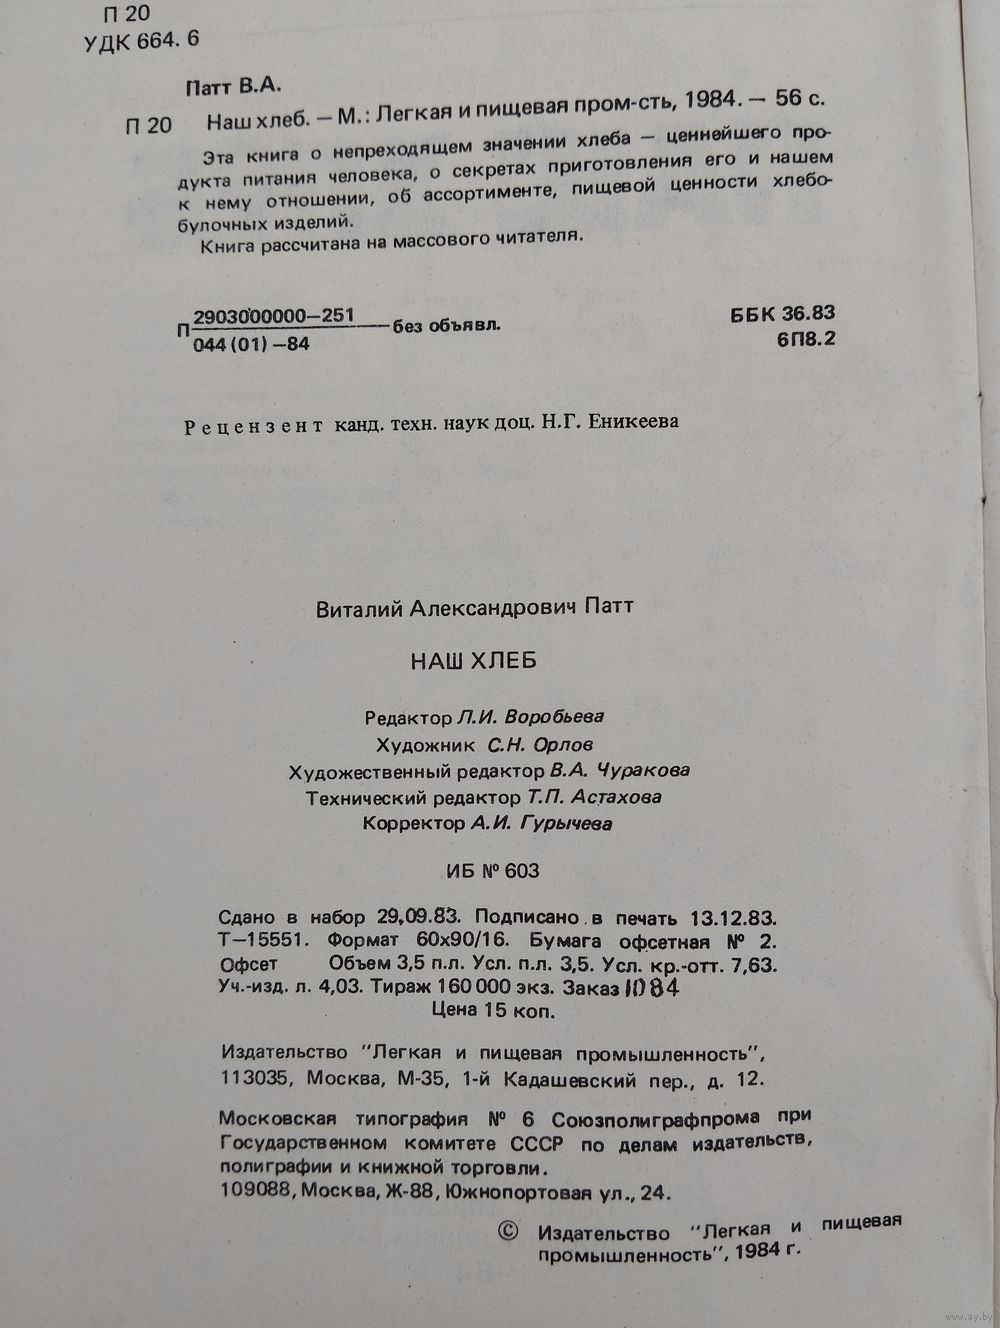 П 20
УДК 664. 6
Патт В.А.
П 20 Наш хлеб. — М.: Легкая и пищевая пром-сть, 1984. — 56 с.
Эта книга о непреходящем значении хлеба — ценнейшего про-
дукта питания человека, о секретах приготовления его и нашем
к нему отношении, об ассортименте, пищевой ценности хлебо-
булочных изделий.
Книга рассчитана на массового читателя.
2903000000—251
П без объявл.
044 (01) —84
ББК 36.83
6П8.2
Рецензент канд. техн. наук доц. Н.Г. Еникеева
Виталий Александрович Патт
НАШ ХЛЕБ
Редактор Л.И. Воробьева
Художник С.Н. Орлов
Художественный редактор В.А. Чуракова
Технический редактор Т.П. Астахова
Корректор А.И. Гурычева
ИБ № 603
Сдано в набор 29.09.83. Подписано в печать 13.12.83.
Т—15551. Формат 60х90/16. Бумага офсетная № 2.
Офсет Объем 3,5 п.л. Усл. п.л. 3,5. Усл. кр.-отт. 7,63.
Уч.-изд. л. 4,03. Тираж 160 000 экз. Заказ 1084
Цена 15 коп.
Издательство "Легкая и пищевая промышленность",
113035, Москва, М-35, 1-й Кадашевский пер., д. 12.
Московская типография № 6 Союзполиграфпрома при
Государственном комитете СССР по делам издательств,
полиграфии и книжной торговли.
109088, Москва, Ж-88, Южнопортовая ул., 24.
© Издательство "Легкая и пищевая
промышленность", 1984 г.
www.ay.by